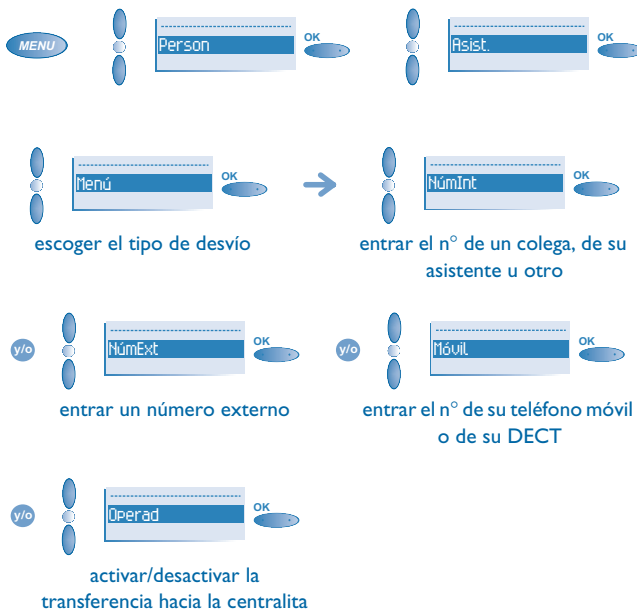 MENU
Person
OK
Asist.
OK
Menú
OK
NúmInt
OK
escoger el tipo de desvío
entrar el n° de un colega, de su
asistente u otro
y/o
NúmExt
OK
y/o
Móvil
OK
entrar un número externo
entrar el n° de su teléfono móvil
o de su DECT
y/o
Operad
OK
activar/desactivar la
transferencia hacia la centralita